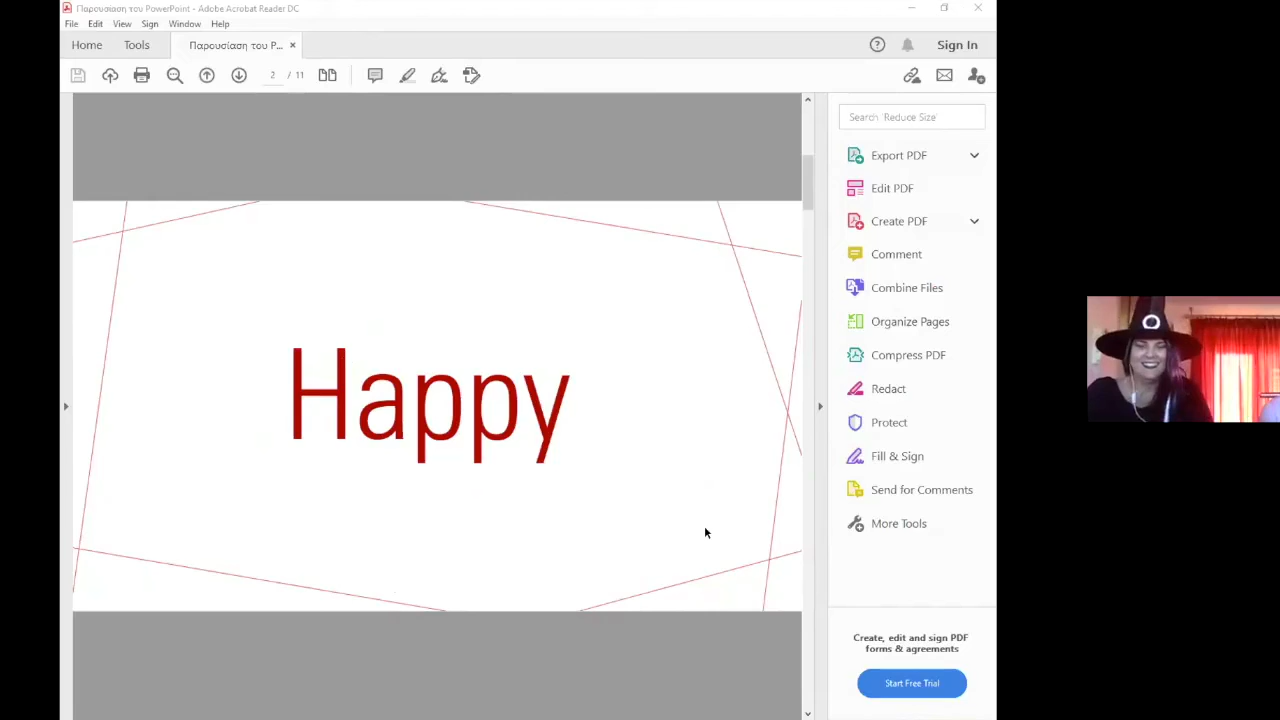 Παρουσίαση του PowerPoint - Adobe Acrobat Reader DC
File Edit View Sign Window Help
Home Tools Παρουσίαση του P... × Sign In
2 / 11
Search 'Reduce Size'
Export PDF
Edit PDF
Create PDF
Comment
Combine Files
Organize Pages
Compress PDF
Redact
Protect
Fill & Sign
Send for Comments
More Tools
Happy
Create, edit and sign PDF
forms & agreements
Start Free Trial